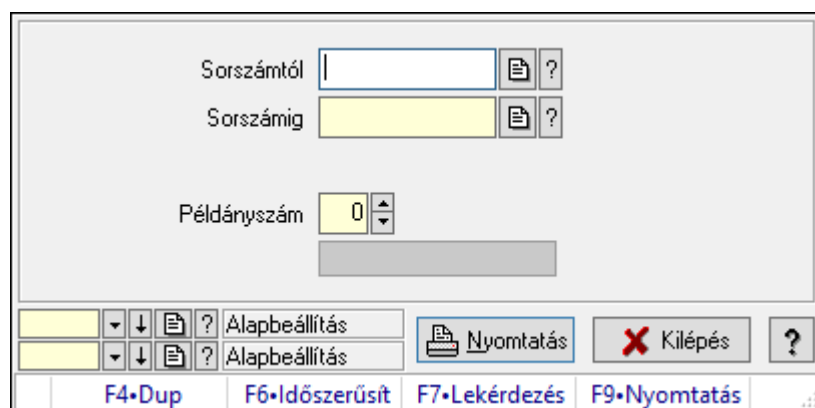 Sorszámtól ?
Sorszámig ?
Példányszám 0
? Alapbeállítás
? Alapbeállítás
Nyomtatás Kilépés ?
F4•Dup F6•Időszerűsít F7•Lekérdezés F9•Nyomtatás